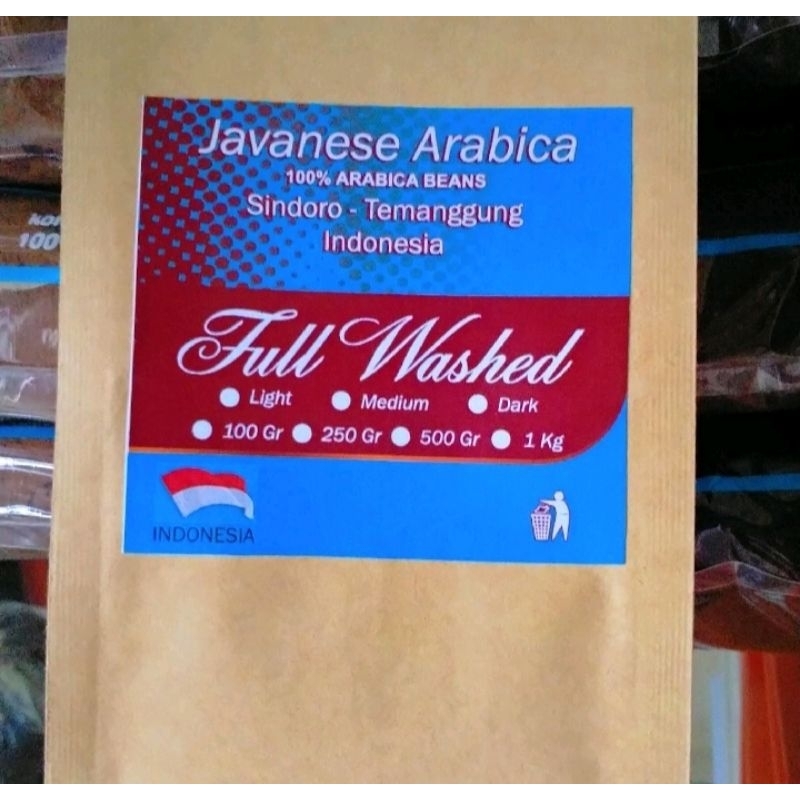 Javanese Arabica
100% ARABICA BEANS
Sindoro - Temanggung
Indonesia
Full Washed
Light Medium Dark
100 Gr 250 Gr 500 Gr 1 Kg
INDONESIA
100